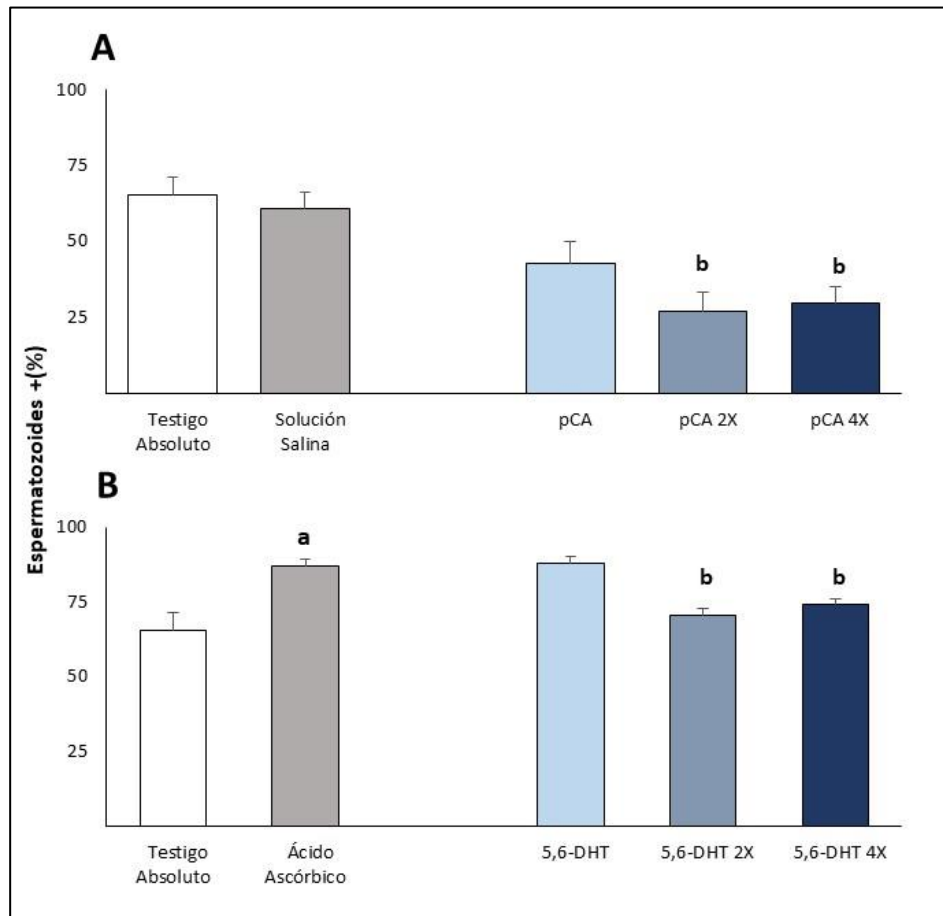 A
Espermatozoides +(%)
100
75
50
25
Testigo
Absoluto
Solución
Salina
b
b
pCA
pCA 2X
pCA 4X
B
100
75
50
25
a
b
b
Testigo
Absoluto
Ácido
Ascórbico
5,6-DHT
5,6-DHT 2X
5,6-DHT 4X